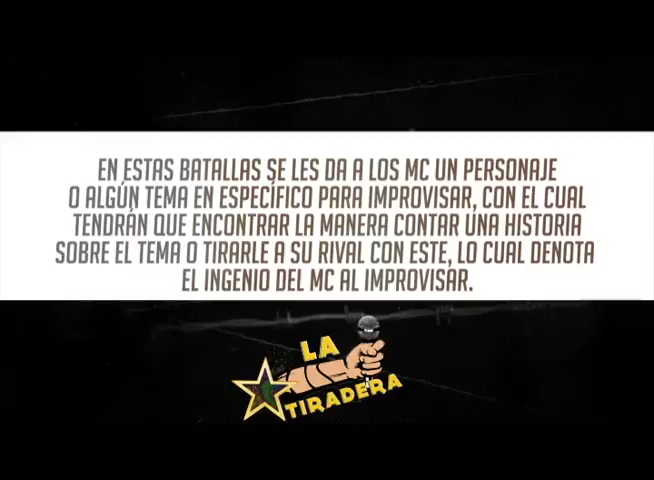 EN ESTAS BATALLAS SE LES DA A LOS MC UN PERSONAJE
O ALGÚN TEMA EN ESPECÍFICO PARA IMPROVISAR, CON EL CUAL
TENDRÁN QUE ENCONTRAR LA MANERA CONTAR UNA HISTORIA
SOBRE EL TEMA O TIRARLE A SU RIVAL CON ESTE, LO CUAL DENOTA
EL INGENIO DEL MC AL IMPROVISAR.
LA
TIRADERA